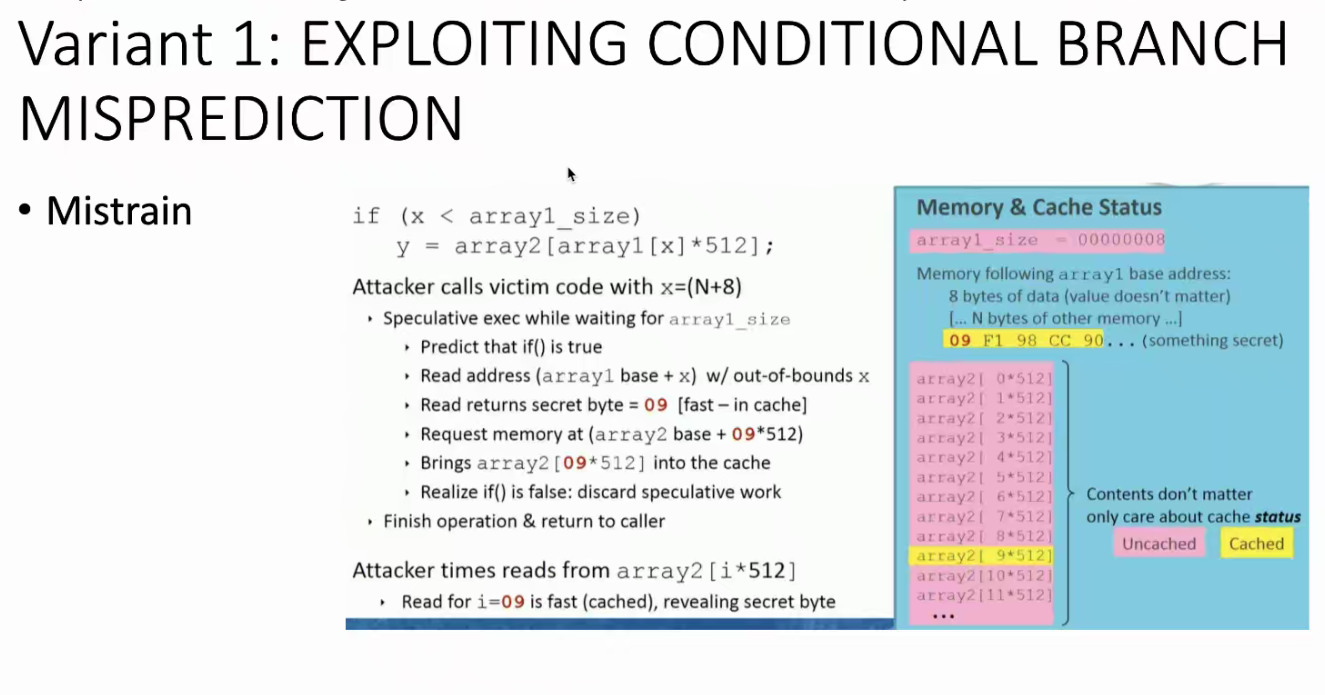 Variant 1: EXPLOITING CONDITIONAL BRANCH
MISPREDICTION
• Mistrain
if (x < array1_size)
y = array2[array1[x]*512];
Attacker calls victim code with x=(N+8)
‣ Speculative exec while waiting for array1_size
‣ Predict that if() is true
‣ Read address (array1 base + x) w/ out-of-bounds x
‣ Read returns secret byte = 09 [fast – in cache]
‣ Request memory at (array2 base + 09*512)
‣ Brings array2[09*512] into the cache
‣ Realize if() is false: discard speculative work
‣ Finish operation & return to caller
Attacker times reads from array2[i*512]
‣ Read for i=09 is fast (cached), revealing secret byte
Memory & Cache Status
array1_size = 00000008
Memory following array1 base address:
8 bytes of data (value doesn't matter)
[... N bytes of other memory ...]
09 F1 98 CC 90... (something secret)
array2[ 0*512]
array2[ 1*512]
array2[ 2*512]
array2[ 3*512]
array2[ 4*512]
array2[ 5*512]
array2[ 6*512]
array2[ 7*512]
array2[ 8*512]
array2[ 9*512]
array2[10*512]
array2[11*512]
...
Contents don't matter
only care about cache status
Uncached Cached